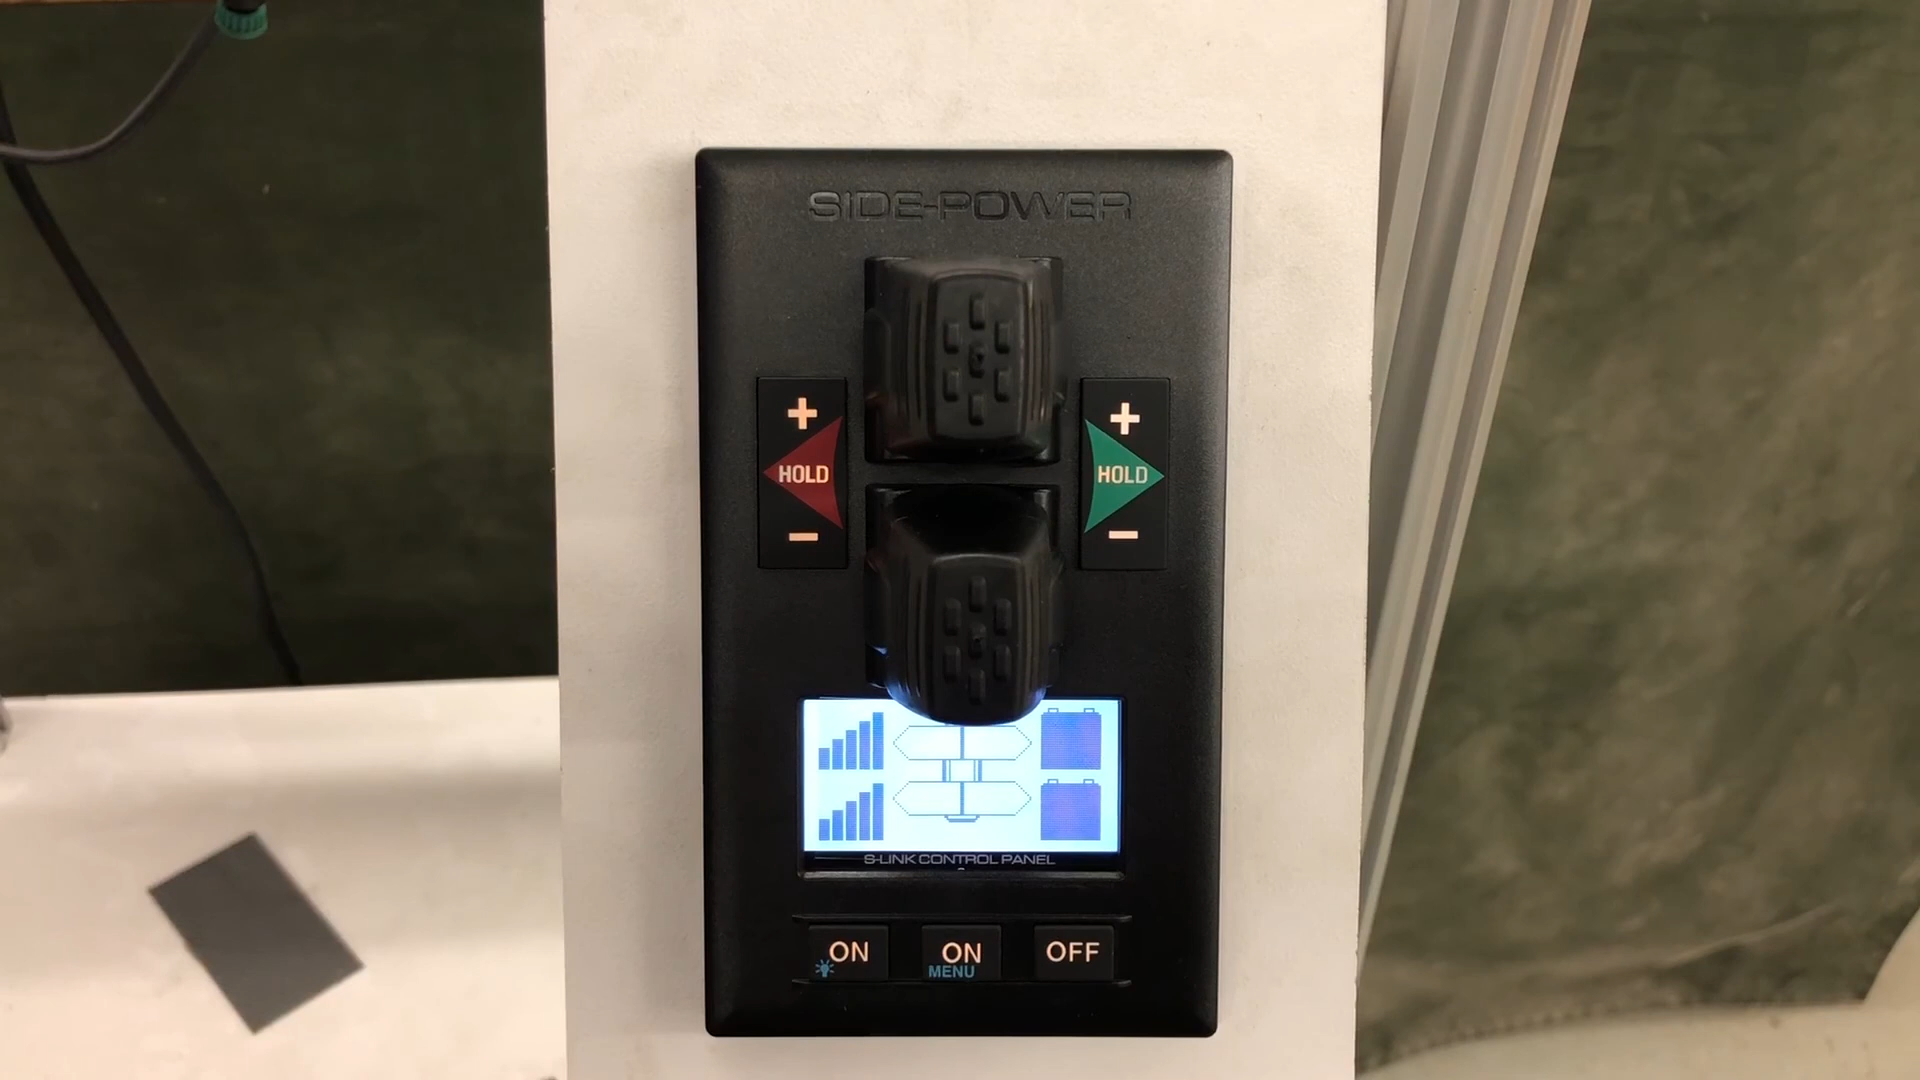 SIDE-POWER
+ +
HOLD HOLD
- -
S-LINK CONTROL PANEL
ON ON OFF
MENU